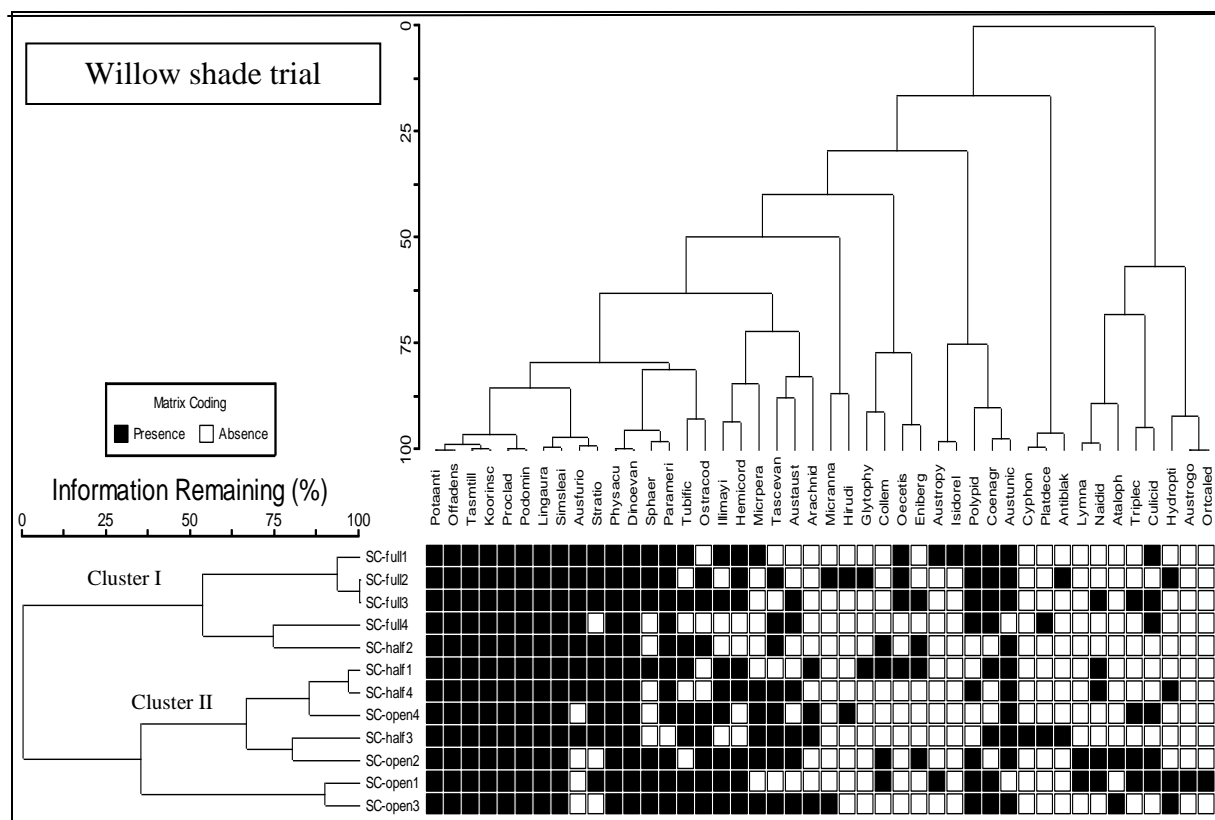 Willow shade trial
0
25
50
75
100
Matrix Coding
Presence Absence
Potaanti
Offadens
Tasmtill
Koorinsc
Proclad
Podomin
Lingaura
Simsleai
Ausfurio
Stratio
Physacu
Dinoevan
Sphaer
Parameri
Tubific
Ostracod
Illimayi
Hemicord
Micrpera
Tascevan
Austaust
Arachnid
Micranna
Hirudi
Glytophy
Collem
Oecetis
Eniberg
Austropy
Isidorel
Polypid
Coenagr
Austunic
Cyphon
Platdece
Antiblak
Lymna
Naidid
Ataloph
Triplec
Culicid
Hydropti
Austrogo
Ortcaled
Information Remaining (%)
0 25 50 75 100
Cluster I
Cluster II
SC-full1
SC-full2
SC-full3
SC-full4
SC-half2
SC-half1
SC-half4
SC-open4
SC-half3
SC-open2
SC-open1
SC-open3